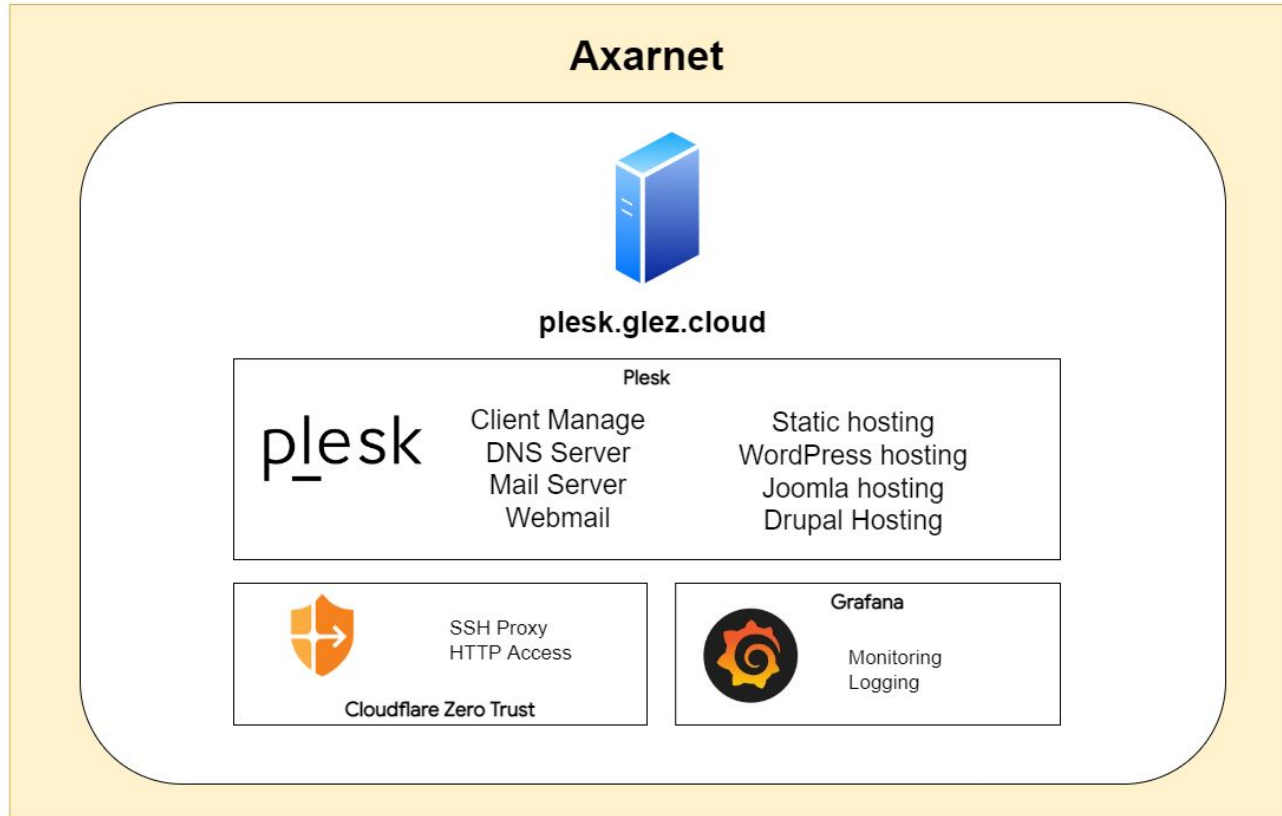 Axarnet
plesk.glez.cloud
Plesk
plesk
Client Manage
DNS Server
Mail Server
Webmail
Static hosting
WordPress hosting
Joomla hosting
Drupal Hosting
SSH Proxy
HTTP Access
Cloudflare Zero Trust
Grafana
Monitoring
Logging